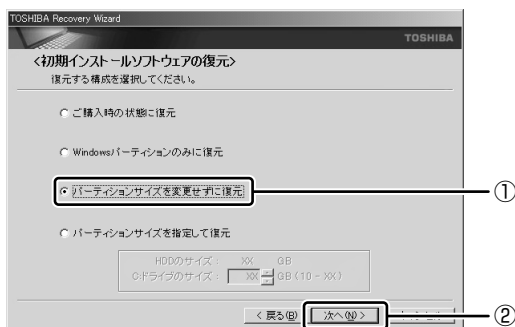 TOSHIBA Recovery Wizard
TOSHIBA
<初期インストールソフトウェアの復元>
復元する構成を選択してください。
ご購入時の状態に復元
Windowsパーティションのみに復元
パーティションサイズを変更せずに復元
①
パーティションサイズを指定して復元
HDDのサイズ： XX GB
C:ドライブのサイズ： XX GB (10 - XX)
< 戻る(B) 次へ(N) >
②